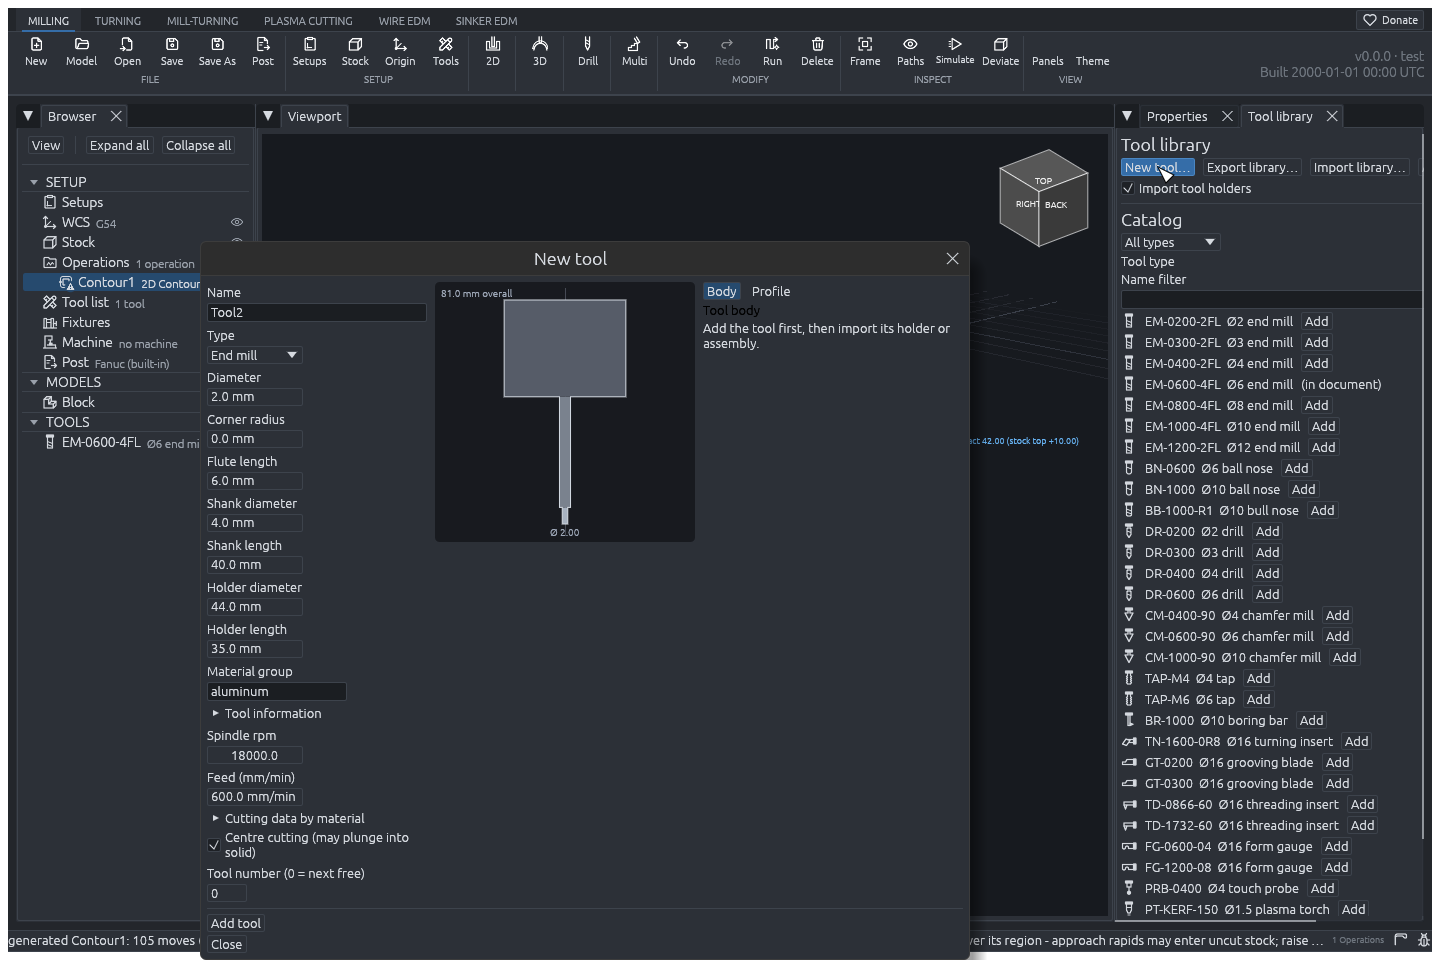 MILLING TURNING MILL-TURNING PLASMA CUTTING WIRE EDM SINKER EDM Donate
New Model Open Save Save As Post Setups Stock Origin Tools 2D 3D Drill Multi Undo Redo Run Delete Frame Paths Simulate Deviate Panels Theme
FILE SETUP MODIFY INSPECT VIEW
v0.0.0 · test
Built 2000-01-01 00:00 UTC
Browser
View Expand all Collapse all
SETUP
Setups
WCS G54
Stock
Operations 1 operation
Contour1 2D Contour
Tool list 1 tool
Fixtures
Machine no machine
Post Fanuc (built-in)
MODELS
Block
TOOLS
EM-0600-4FL Ø6 end mi
Viewport
TOP
RIGHT BACK
act 42.00 (stock top +10.00)
New tool
Name
Tool2
Type
End mill
Diameter
2.0 mm
Corner radius
0.0 mm
Flute length
6.0 mm
Shank diameter
4.0 mm
Shank length
40.0 mm
Holder diameter
44.0 mm
Holder length
35.0 mm
Material group
aluminum
Tool information
Spindle rpm
18000.0
Feed (mm/min)
600.0 mm/min
Cutting data by material
Centre cutting (may plunge into
solid)
Tool number (0 = next free)
0
Add tool
Close
81.0 mm overall
Ø 2.00
Body Profile
Tool body
Add the tool first, then import its holder or
assembly.
Properties Tool library
Tool library
New tool... Export library... Import library...
Import tool holders
Catalog
All types
Tool type
Name filter
EM-0200-2FL Ø2 end mill Add
EM-0300-2FL Ø3 end mill Add
EM-0400-2FL Ø4 end mill Add
EM-0600-4FL Ø6 end mill (in document)
EM-0800-4FL Ø8 end mill Add
EM-1000-4FL Ø10 end mill Add
EM-1200-2FL Ø12 end mill Add
BN-0600 Ø6 ball nose Add
BN-1000 Ø10 ball nose Add
BB-1000-R1 Ø10 bull nose Add
DR-0200 Ø2 drill Add
DR-0300 Ø3 drill Add
DR-0400 Ø4 drill Add
DR-0600 Ø6 drill Add
CM-0400-90 Ø4 chamfer mill Add
CM-0600-90 Ø6 chamfer mill Add
CM-1000-90 Ø10 chamfer mill Add
TAP-M4 Ø4 tap Add
TAP-M6 Ø6 tap Add
BR-1000 Ø10 boring bar Add
TN-1600-0R8 Ø16 turning insert Add
GT-0200 Ø16 grooving blade Add
GT-0300 Ø16 grooving blade Add
TD-0866-60 Ø16 threading insert Add
TD-1732-60 Ø16 threading insert Add
FG-0600-04 Ø16 form gauge Add
FG-1200-08 Ø16 form gauge Add
PRB-0400 Ø4 touch probe Add
PT-KERF-150 Ø1.5 plasma torch Add
generated Contour1: 105 moves ver its region - approach rapids may enter uncut stock; raise ... 1 Operations